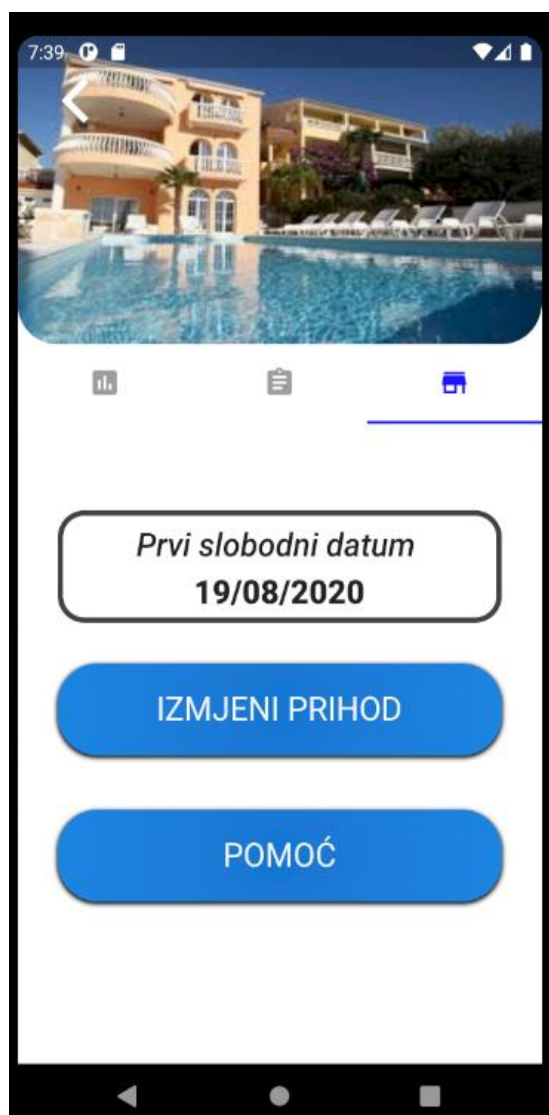 7:39
Prvi slobodni datum
19/08/2020
IZMJENI PRIHOD
POMOĆ